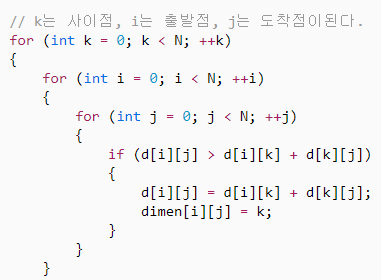 // k는 사이점, i는 출발점, j는 도착점이된다.
for (int k = 0; k < N; ++k)
{
    for (int i = 0; i < N; ++i)
    {
        for (int j = 0; j < N; ++j)
        {
            if (d[i][j] > d[i][k] + d[k][j])
            {
                d[i][j] = d[i][k] + d[k][j];
                dimen[i][j] = k;
            }
        }
    }